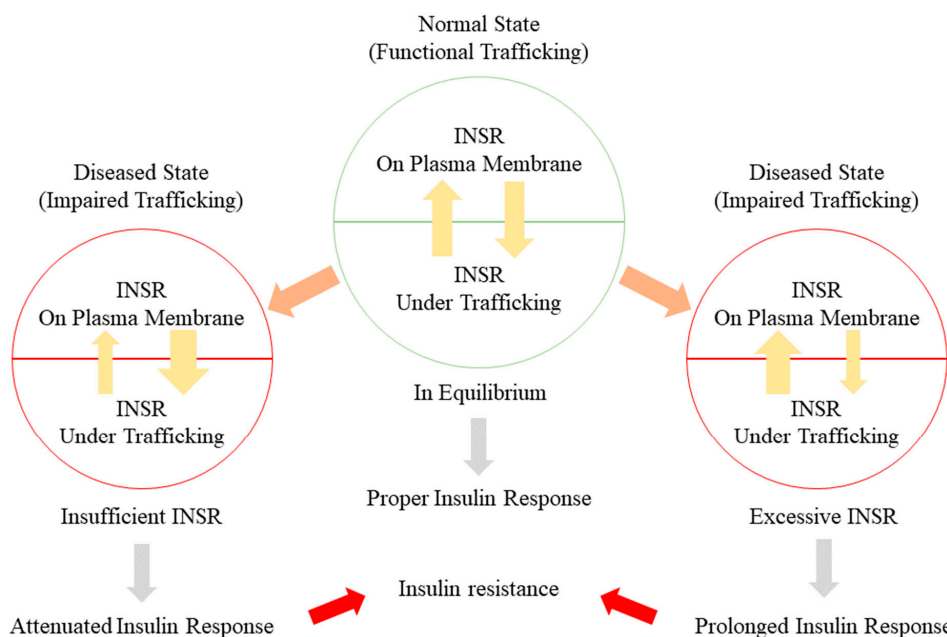 Normal State
(Functional Trafficking)
INSR
On Plasma Membrane
INSR
Under Trafficking
In Equilibrium
Proper Insulin Response
Diseased State
(Impaired Trafficking)
INSR
On Plasma Membrane
INSR
Under Trafficking
Insufficient INSR
Attenuated Insulin Response
Diseased State
(Impaired Trafficking)
INSR
On Plasma Membrane
INSR
Under Trafficking
Excessive INSR
Prolonged Insulin Response
Insulin resistance